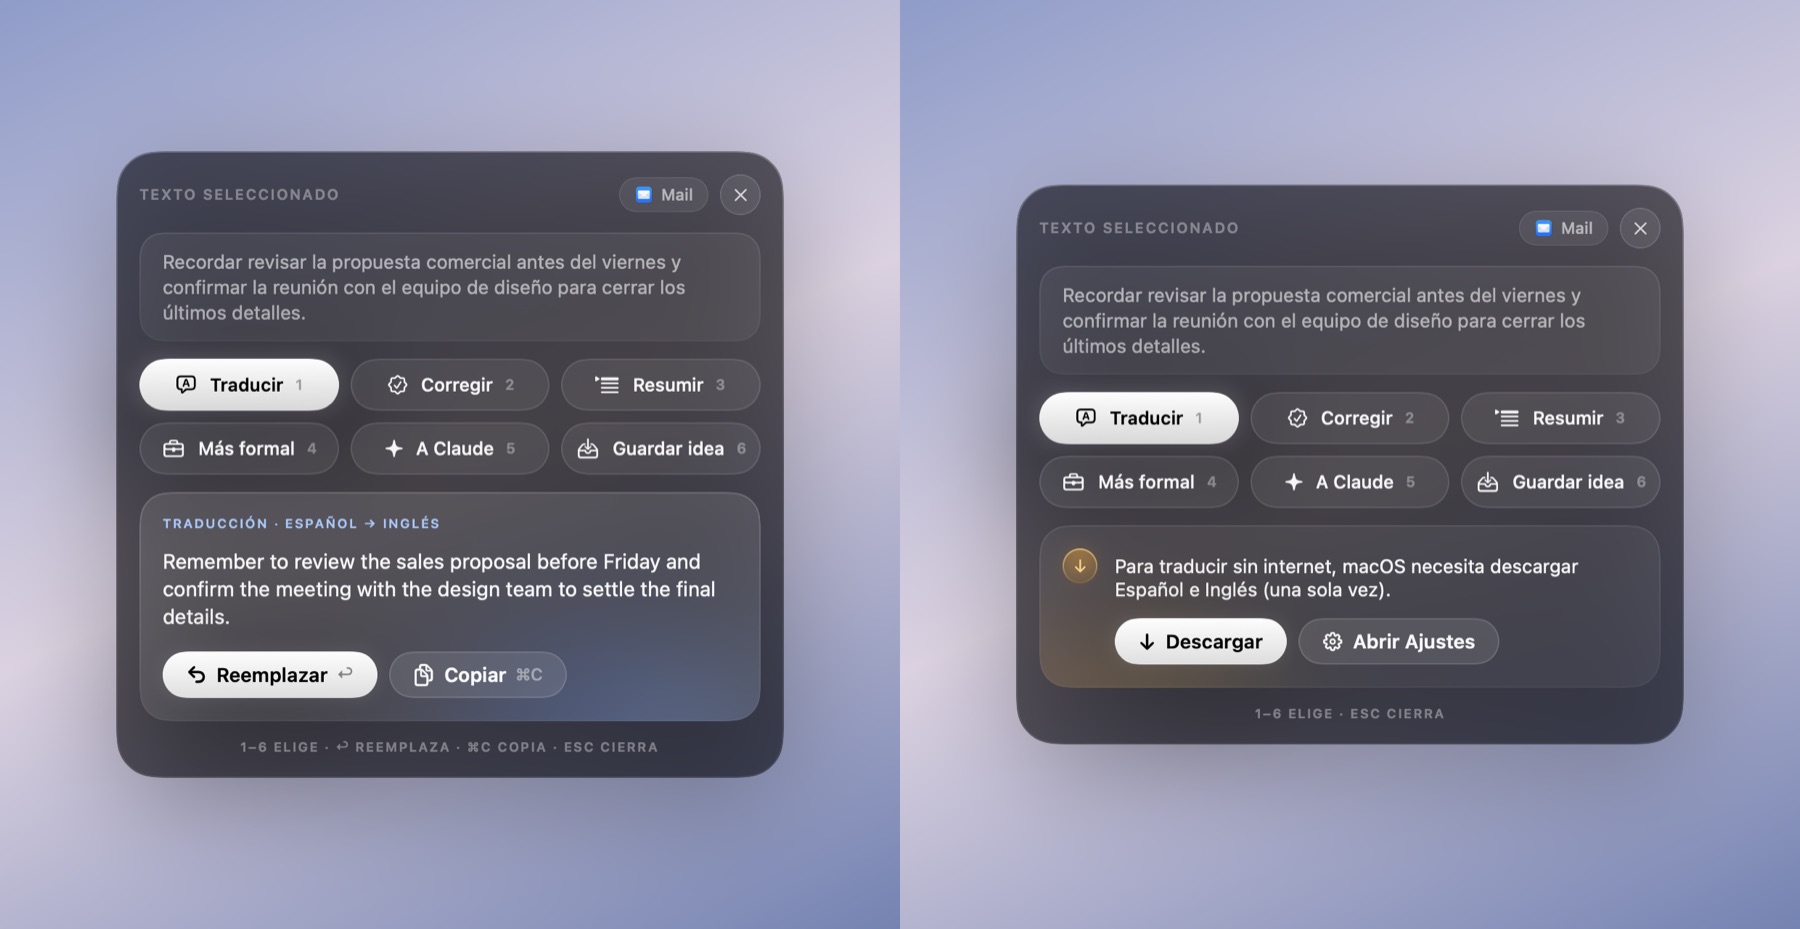 TEXTO SELECCIONADO
Mail
Recordar revisar la propuesta comercial antes del viernes y
confirmar la reunión con el equipo de diseño para cerrar los
últimos detalles.
Traducir 1
Corregir 2
Resumir 3
Más formal 4
A Claude 5
Guardar idea 6
TRADUCCIÓN · ESPAÑOL → INGLÉS
Remember to review the sales proposal before Friday and
confirm the meeting with the design team to settle the final
details.
Reemplazar ↩
Copiar ⌘C
1–6 ELIGE · ↩ REEMPLAZA · ⌘C COPIA · ESC CIERRA
TEXTO SELECCIONADO
Mail
Recordar revisar la propuesta comercial antes del viernes y
confirmar la reunión con el equipo de diseño para cerrar los
últimos detalles.
Traducir 1
Corregir 2
Resumir 3
Más formal 4
A Claude 5
Guardar idea 6
Para traducir sin internet, macOS necesita descargar
Español e Inglés (una sola vez).
Descargar
Abrir Ajustes
1–6 ELIGE · ESC CIERRA